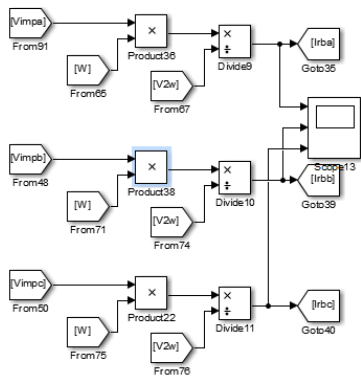 [Vimpa]
×
×
÷
[Irba]
From91
Product36
Divide9
Goto35
[W]
[V2w]
From65
From67
[Vimpb]
×
×
÷
Scope13
[Irbb]
From48
Product38
Divide10
Goto39
[W]
[V2w]
From71
From74
[Vimpc]
×
×
÷
[Irbc]
From50
Product22
Divide11
Goto40
[W]
[V2w]
From75
From76